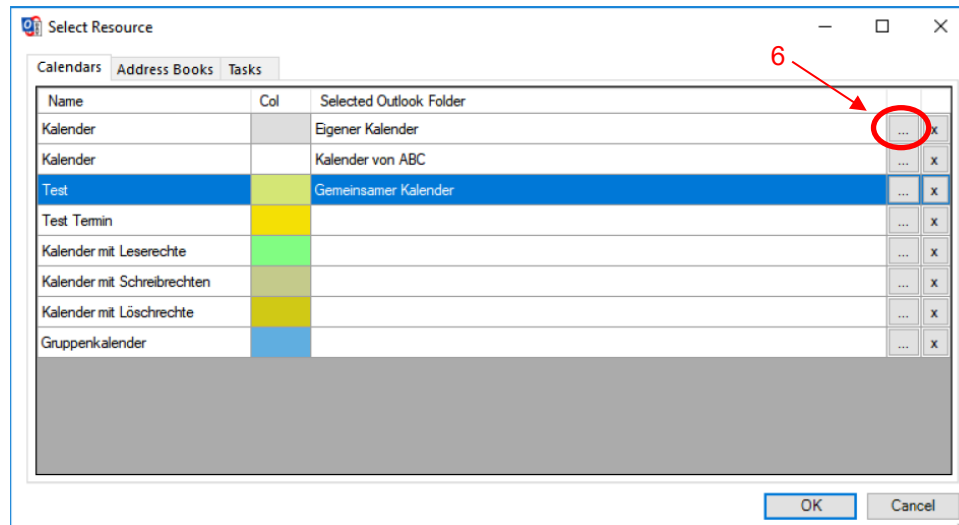 Select Resource
6
Calendars Address Books Tasks
Name Col Selected Outlook Folder
Kalender Eigener Kalender ... x
Kalender Kalender von ABC ... x
Test Gemeinsamer Kalender ... x
Test Termin ... x
Kalender mit Leserechte ... x
Kalender mit Schreibrechten ... x
Kalender mit Löschrechte ... x
Gruppenkalender ... x
OK Cancel